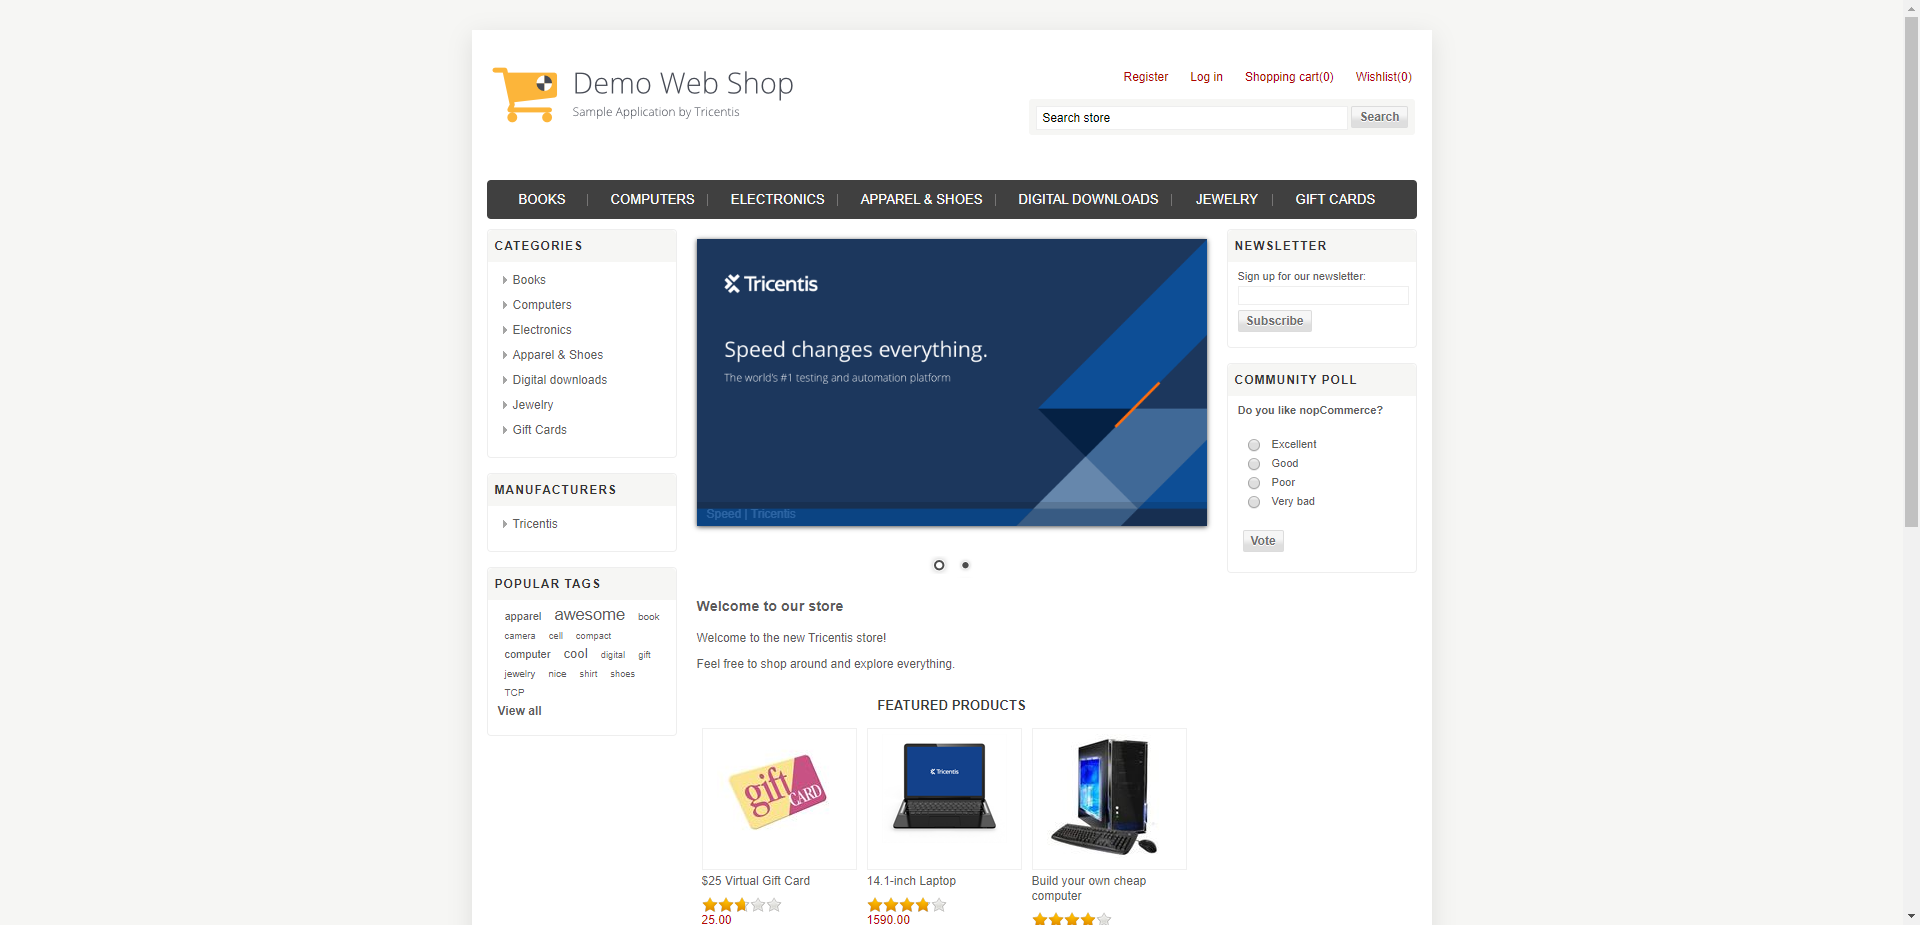 Demo Web Shop
Sample Application by Tricentis
Register Log in Shopping cart(0) Wishlist(0)
Search store Search
BOOKS COMPUTERS ELECTRONICS APPAREL & SHOES DIGITAL DOWNLOADS JEWELRY GIFT CARDS
CATEGORIES
Books
Computers
Electronics
Apparel & Shoes
Digital downloads
Jewelry
Gift Cards
MANUFACTURERS
Tricentis
POPULAR TAGS
apparel awesome book
camera cell compact
computer cool digital gift
jewelry nice shirt shoes
TCP
View all
Tricentis
Speed changes everything.
The world's #1 testing and automation platform
Speed | Tricentis
Welcome to our store
Welcome to the new Tricentis store!
Feel free to shop around and explore everything.
FEATURED PRODUCTS
gift CARD
Tricentis
$25 Virtual Gift Card
25.00
14.1-inch Laptop
1590.00
Build your own cheap
computer
NEWSLETTER
Sign up for our newsletter:
Subscribe
COMMUNITY POLL
Do you like nopCommerce?
Excellent
Good
Poor
Very bad
Vote